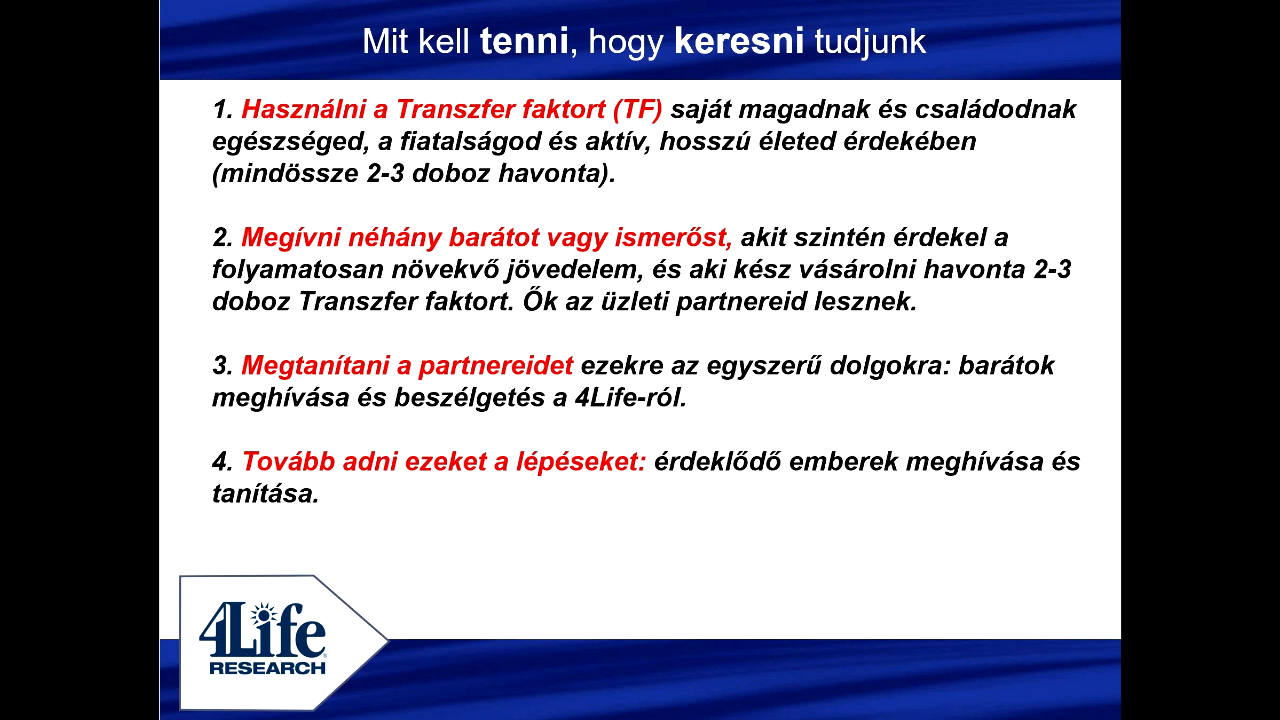 Mit kell tenni, hogy keresni tudjunk
1. Használni a Transzfer faktort (TF) saját magadnak és családodnak
egészséged, a fiatalságod és aktív, hosszú életed érdekében
(mindössze 2-3 doboz havonta).
2. Megívni néhány barátot vagy ismerőst, akit szintén érdekel a
folyamatosan növekvő jövedelem, és aki kész vásárolni havonta 2-3
doboz Transzfer faktort. Ők az üzleti partnereid lesznek.
3. Megtanítani a partnereidet ezekre az egyszerű dolgokra: barátok
meghívása és beszélgetés a 4Life-ról.
4. Tovább adni ezeket a lépéseket: érdeklődő emberek meghívása és
tanítása.
4Life
RESEARCH